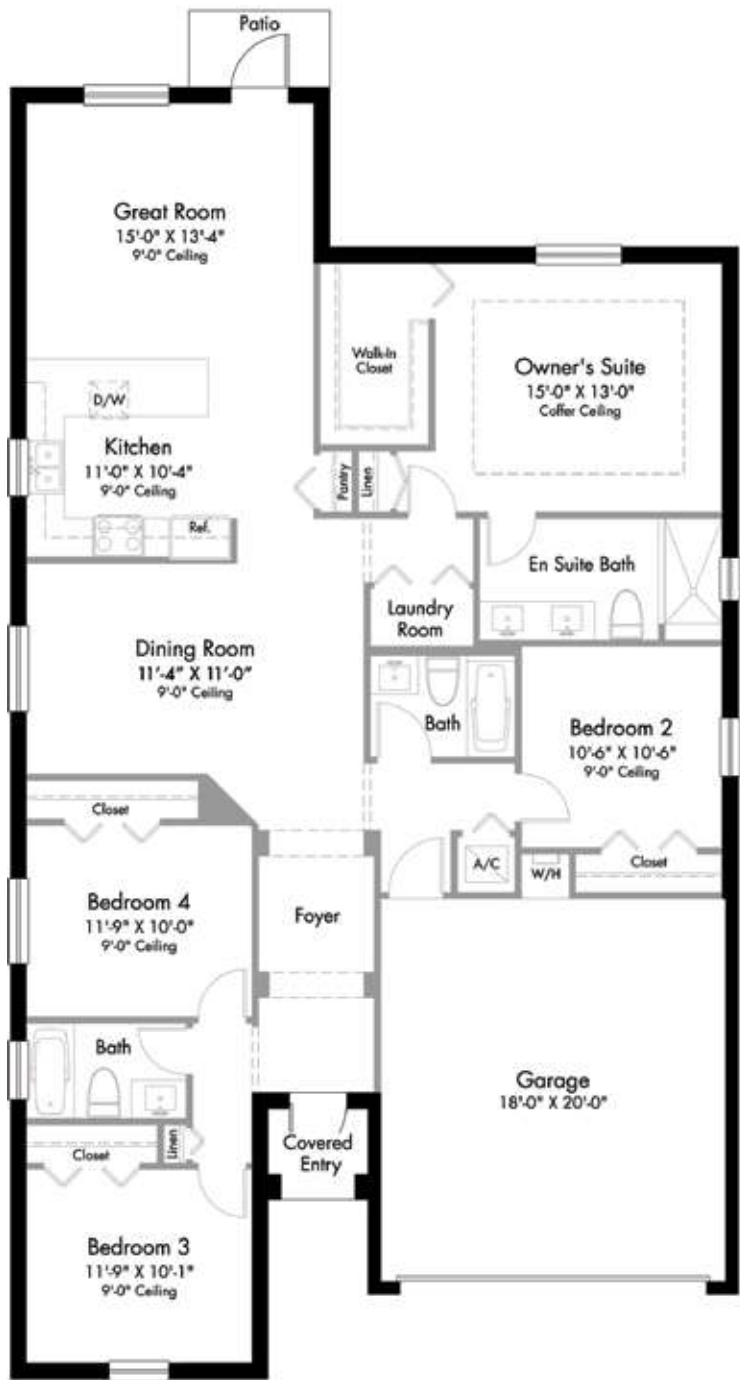 Patio
Great Room
15'-0" X 13'-4"
9'-0" Ceiling
Walk-In
Closet
Owner's Suite
15'-0" X 13'-0"
Coffer Ceiling
D/W
Kitchen
11'-0" X 10'-4"
9'-0" Ceiling
Pantry
Linen
Ref.
En Suite Bath
Laundry
Room
Dining Room
11'-4" X 11'-0"
9'-0" Ceiling
Bath
Bedroom 2
10'-6" X 10'-6"
9'-0" Ceiling
Closet
A/C
W/H
Closet
Bedroom 4
11'-9" X 10'-0"
9'-0" Ceiling
Foyer
Bath
Garage
18'-0" X 20'-0"
Closet
Linen
Covered
Entry
Bedroom 3
11'-9" X 10'-1"
9'-0" Ceiling